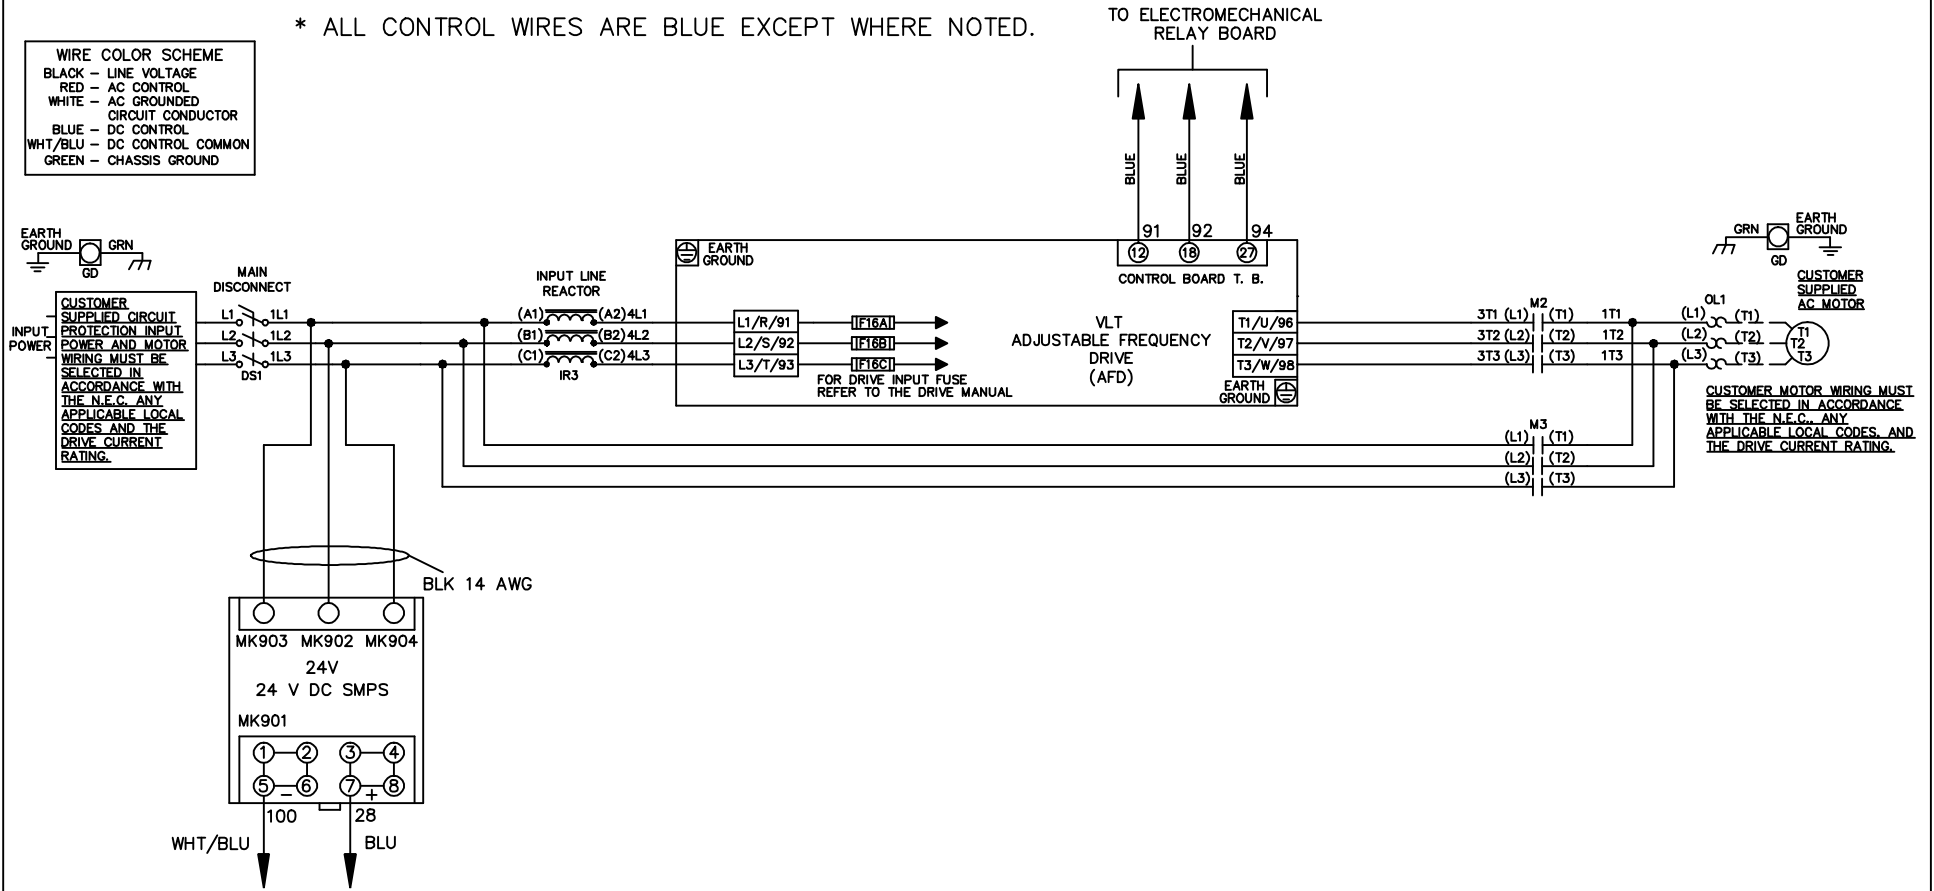 * ALL CONTROL WIRES ARE BLUE EXCEPT WHERE NOTED.
WIRE COLOR SCHEME
BLACK – LINE VOLTAGE
RED – AC CONTROL
WHITE – AC GROUNDED
CIRCUIT CONDUCTOR
BLUE – DC CONTROL
WHT/BLU – DC CONTROL COMMON
GREEN – CHASSIS GROUND
TO ELECTROMECHANICAL
RELAY BOARD
BLUE
BLUE
BLUE
91 92 94
12 18 27
CONTROL BOARD T. B.
EARTH
GROUND
GRN
GD
INPUT
POWER
CUSTOMER
SUPPLIED CIRCUIT
PROTECTION INPUT
POWER AND MOTOR
WIRING MUST BE
SELECTED IN
ACCORDANCE WITH
THE N.E.C. ANY
APPLICABLE LOCAL
CODES AND THE
DRIVE CURRENT
RATING.
MAIN
DISCONNECT
L1 1L1
L2 1L2
L3 1L3
DS1
INPUT LINE
REACTOR
(A1) (A2) 4L1
(B1) (B2) 4L2
(C1) (C2) 4L3
IR3
EARTH
GROUND
L1/R/91
L2/S/92
L3/T/93
F16A
F16B
F16C
FOR DRIVE INPUT FUSE
REFER TO THE DRIVE MANUAL
VLT
ADJUSTABLE FREQUENCY
DRIVE
(AFD)
T1/U/96
T2/V/97
T3/W/98
EARTH
GROUND
M2
3T1 (L1) (T1) 1T1
3T2 (L2) (T2) 1T2
3T3 (L3) (T3) 1T3
M3
(L1) (T1)
(L2) (T2)
(L3) (T3)
OL1
(L1) (T1)
(L2) (T2)
(L3) (T3)
T1
T2
T3
GRN
GD
EARTH
GROUND
CUSTOMER
SUPPLIED
AC MOTOR
CUSTOMER MOTOR WIRING MUST
BE SELECTED IN ACCORDANCE
WITH THE N.E.C.. ANY
APPLICABLE LOCAL CODES. AND
THE DRIVE CURRENT RATING.
BLK 14 AWG
MK903 MK902 MK904
24V
24 V DC SMPS
MK901
1 2 3 4
5 6 7 8
– +
100 28
WHT/BLU BLU